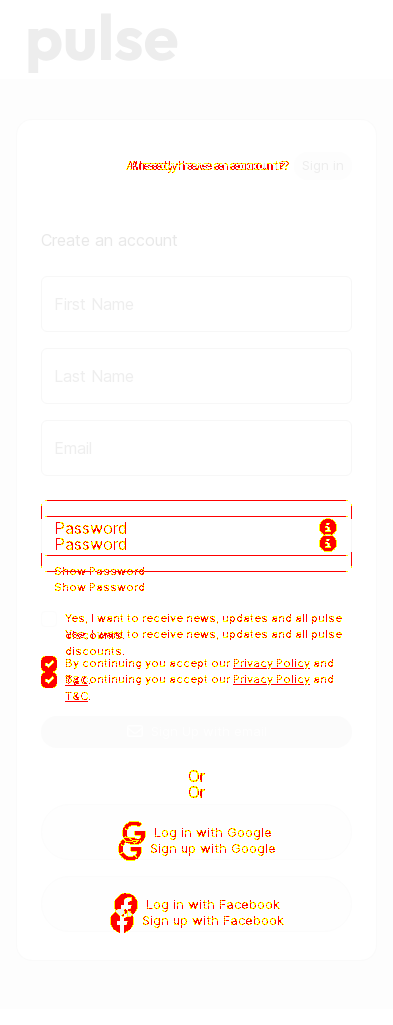 pulse
Already have an account?
Sign in
Create an account
First Name
Last Name
Email
Password
Password
Show Password
Show Password
Yes, I want to receive news, updates and all pulse
Yes, I want to receive news, updates and all pulse
discounts.
By continuing you accept our Privacy Policy and
By continuing you accept our Privacy Policy and
T&C.
Or
Or
Log in with Google
Sign up with Google
Log in with Facebook
Sign up with Facebook